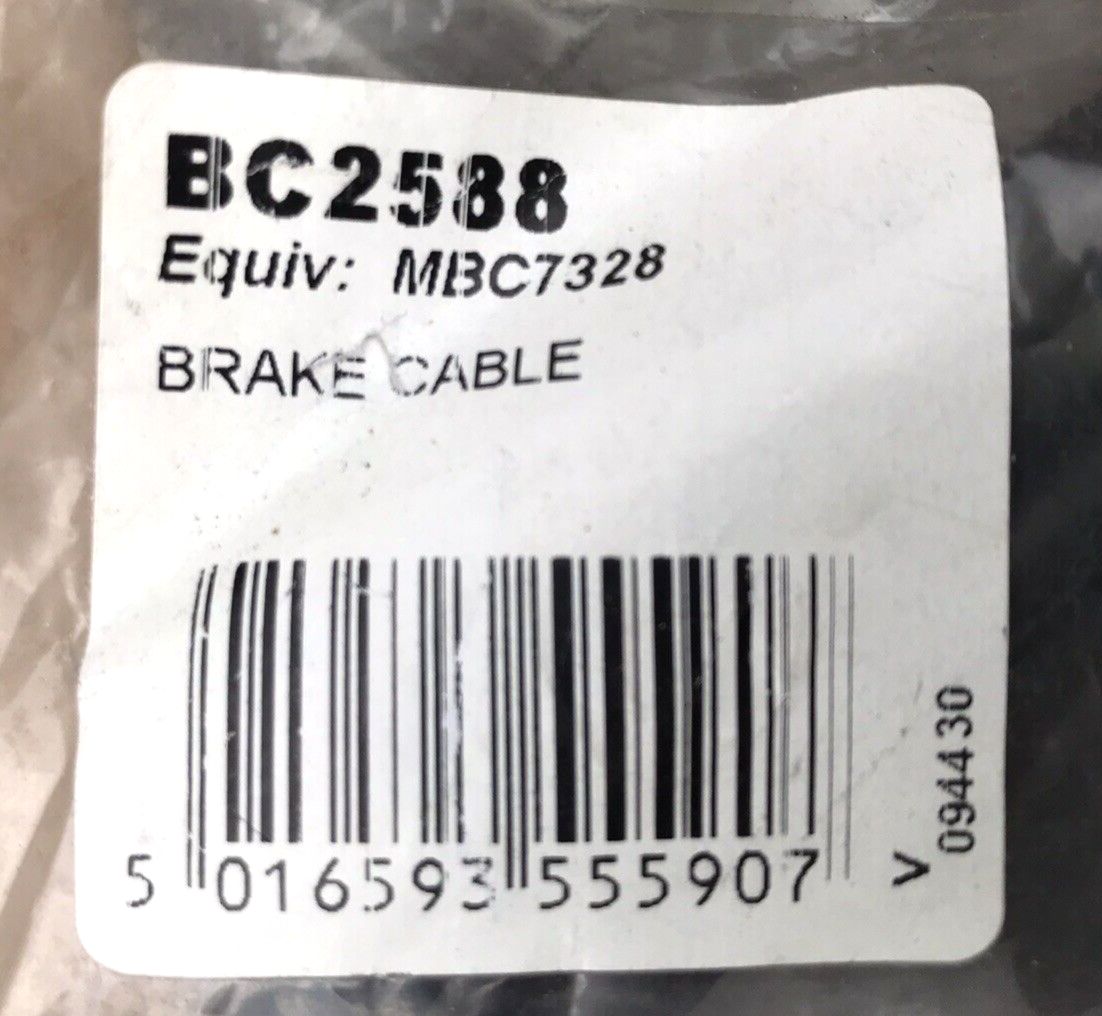 BC2588
Equiv: MBC7328
BRAKE CABLE
5 016593 555907 >
094430